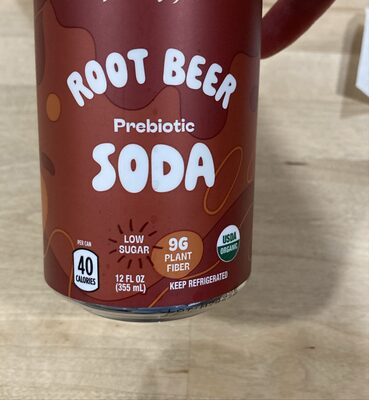 ROOT BEER
Prebiotic
SODA
PER CAN
40
CALORIES
LOW
SUGAR
9G
PLANT
FIBER
USDA
ORGANIC
12 FL OZ
(355 mL)
KEEP REFRIGERATED